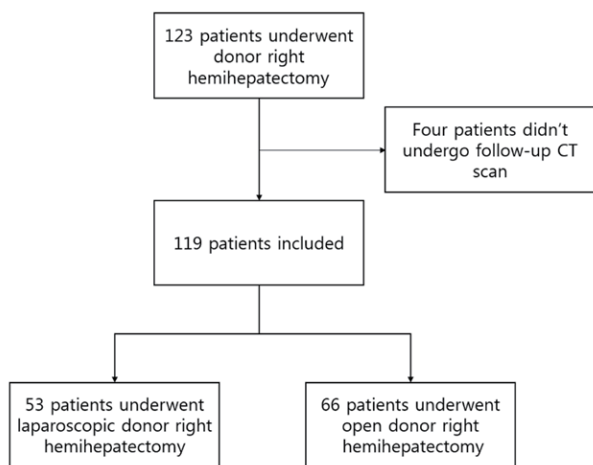 123 patients underwent
donor right
hemihepatectomy
Four patients didn't
undergo follow-up CT
scan
119 patients included
53 patients underwent
laparoscopic donor right
hemihepatectomy
66 patients underwent
open donor right
hemihepatectomy